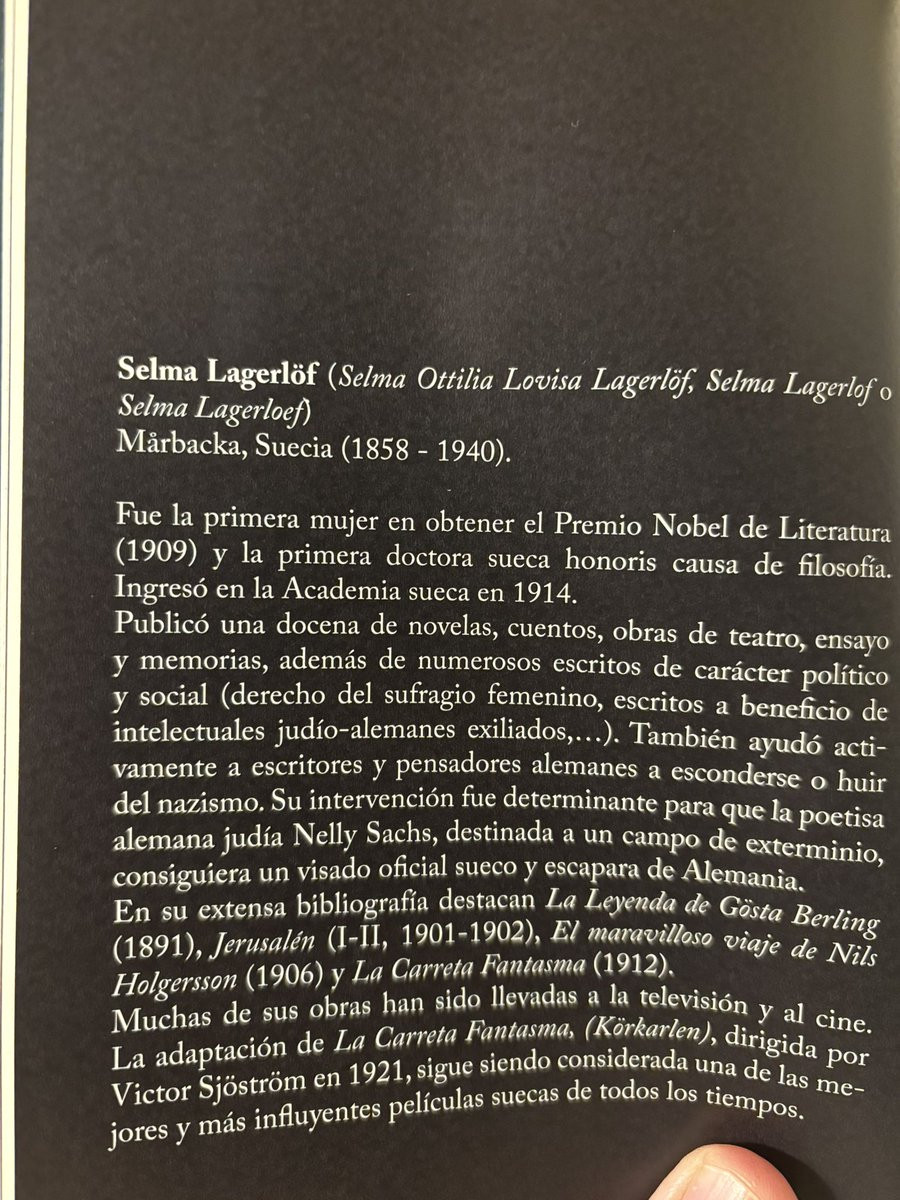 Selma Lagerlöf (Selma Ottilia Lovisa Lagerlöf, Selma Lagerlof o
Selma Lagerloef)
Mårbacka, Suecia (1858 - 1940).
Fue la primera mujer en obtener el Premio Nobel de Literatura
(1909) y la primera doctora sueca honoris causa de filosofía.
Ingresó en la Academia sueca en 1914.
Publicó una docena de novelas, cuentos, obras de teatro, ensayo
y memorias, además de numerosos escritos de carácter político
y social (derecho del sufragio femenino, escritos a beneficio de
intelectuales judío-alemanes exiliados,...). También ayudó acti-
vamente a escritores y pensadores alemanes a esconderse o huir
del nazismo. Su intervención fue determinante para que la poetisa
alemana judía Nelly Sachs, destinada a un campo de exterminio,
consiguiera un visado oficial sueco y escapara de Alemania.
En su extensa bibliografía destacan La Leyenda de Gösta Berling
(1891), Jerusalén (I-II, 1901-1902), El maravilloso viaje de Nils
Holgersson (1906) y La Carreta Fantasma (1912).
Muchas de sus obras han sido llevadas a la televisión y al cine.
La adaptación de La Carreta Fantasma, (Körkarlen), dirigida por
Victor Sjöström en 1921, sigue siendo considerada una de las me-
jores y más influyentes películas suecas de todos los tiempos.